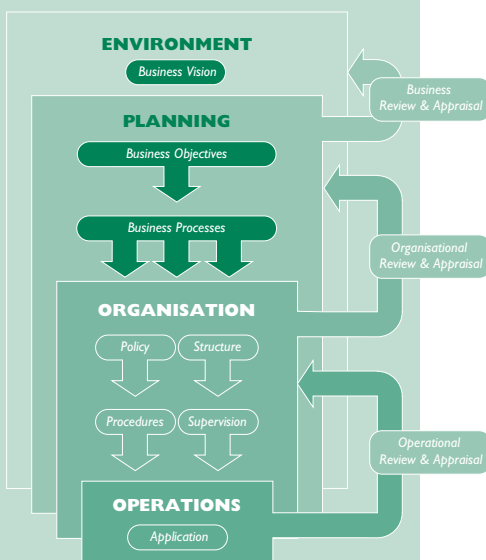 ENVIRONMENT
Business Vision
Business
Review & Appraisal
PLANNING
Business Objectives
Business Processes
Organisational
Review & Appraisal
ORGANISATION
Policy
Structure
Procedures
Supervision
Operational
Review & Appraisal
OPERATIONS
Application